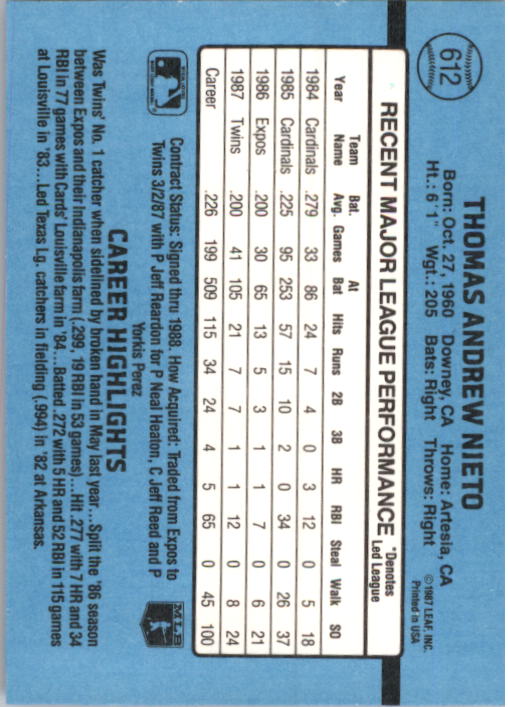 612
THOMAS ANDREW NIETO
Born: Oct. 27, 1960 Downey, CA Home: Artesia, CA
Ht.: 6'1" Wgt.: 205 Bats: Right Throws: Right
©1987 LEAF, INC.
Printed in USA
RECENT MAJOR LEAGUE PERFORMANCE
*Denotes
Led League
Year Team Name Bat. Avg. Games At Bat Hits Runs 2B 3B HR RBI Steal Walk SO
1984 Cardinals .279 33 86 24 7 4 0 3 12 0 5 18
1985 Cardinals .225 95 253 57 15 10 2 0 34 0 26 37
1986 Expos .200 30 65 13 5 3 1 1 7 0 6 21
1987 Twins .200 41 105 21 7 7 1 1 12 0 8 24
Career .226 199 509 115 34 24 4 5 65 0 45 100
Contract Status: Signed thru 1988. How Acquired: Traded from Expos to
Twins 3/2/87 with P Jeff Reardon for P Neal Heaton, C Jeff Reed and P
Yorkis Perez
MLB
CAREER HIGHLIGHTS
Was Twins' No. 1 catcher when sidelined by broken hand in May last year...Split the '86 season
between Expos and their Indianapolis farm (.299, 19 RBI in 53 games)...Hit .277 with 7 HR and 34
RBI in 77 games with Cards' Louisville farm in '84...Batted .272 with 5 HR and 52 RBI in 115 games
at Louisville in '83...Led Texas Lg. catchers in fielding (.994) in '82 at Arkansas.